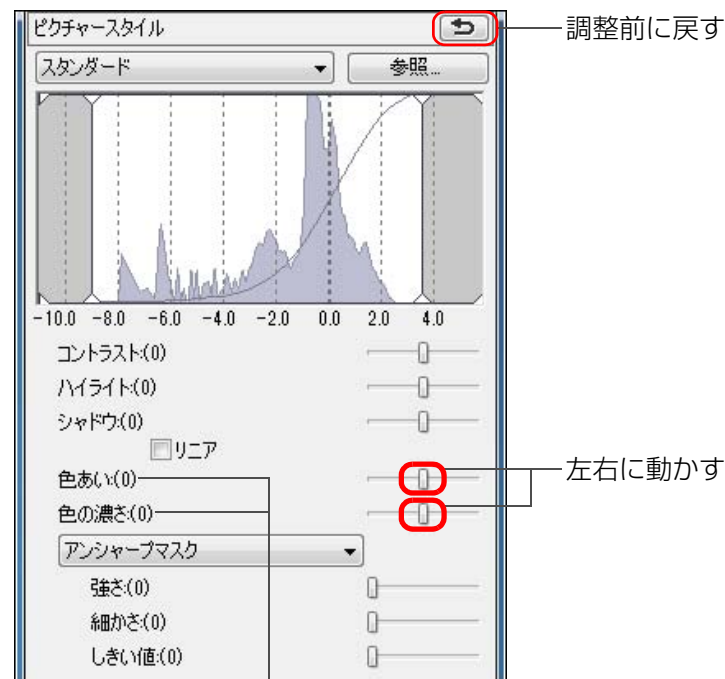 ピクチャースタイル
調整前に戻す
スタンダード
参照...
-10.0 -8.0 -6.0 -4.0 -2.0 0.0 2.0 4.0
コントラスト:(0)
ハイライト:(0)
シャドウ:(0)
リニア
色あい:(0)
左右に動かす
色の濃さ:(0)
アンシャープマスク
強さ:(0)
細かさ:(0)
しきい値:(0)